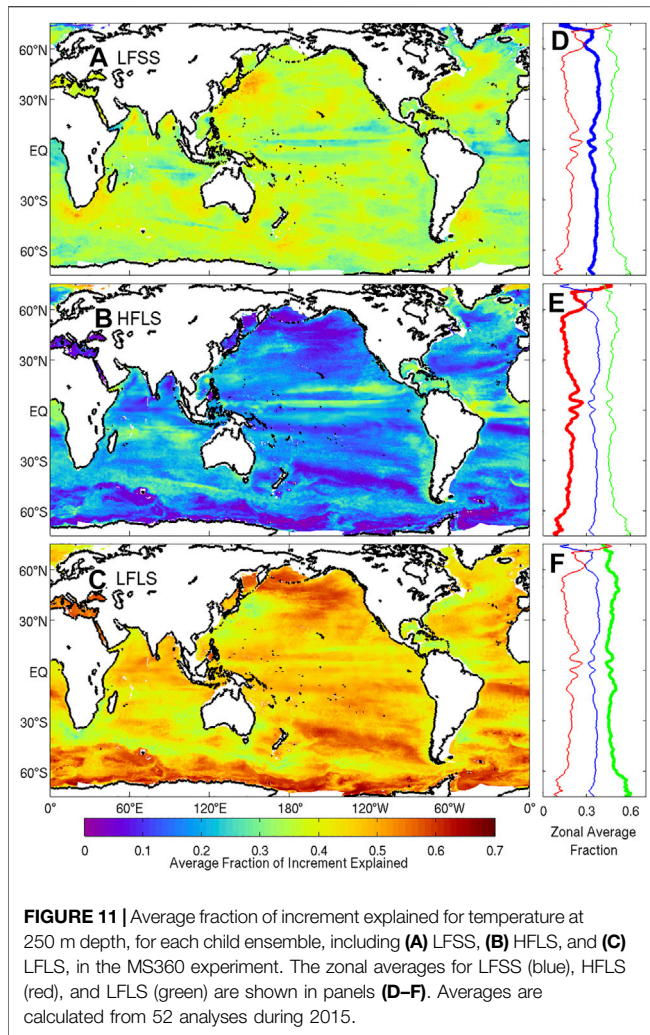 A LFSS
60°N
30°N
EQ
30°S
60°S
D
B HFLS
60°N
30°N
EQ
30°S
60°S
E
C LFLS
60°N
30°N
EQ
30°S
60°S
F
0° 60°E 120°E 180°E 120°W 60°W 0°
0 0.3 0.6
Zonal Average
Fraction
0 0.1 0.2 0.3 0.4 0.5 0.6 0.7
Average Fraction of Increment Explained
FIGURE 11 | Average fraction of increment explained for temperature at
250 m depth, for each child ensemble, including (A) LFSS, (B) HFLS, and (C)
LFLS, in the MS360 experiment. The zonal averages for LFSS (blue), HFLS
(red), and LFLS (green) are shown in panels (D–F). Averages are
calculated from 52 analyses during 2015.